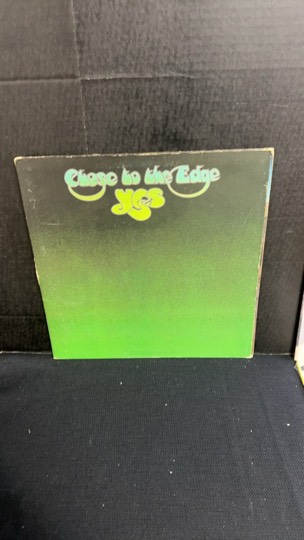 Close to the Edge
YES